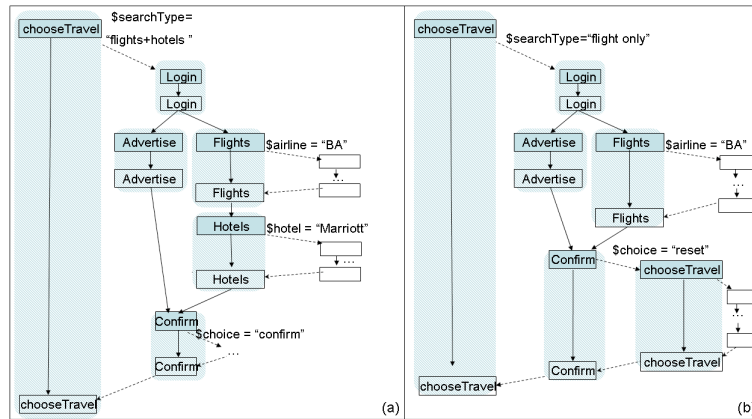 chooseTravel
$searchType=
“flights+hotels ”
Login
Login
Advertise
Flights
$airline = “BA”
...
Advertise
Flights
Hotels
$hotel = “Marriott”
...
Hotels
Confirm
$choice = “confirm”
...
Confirm
chooseTravel
(a)
chooseTravel
$searchType=“flight only”
Login
Login
Advertise
Flights
$airline = “BA”
...
Advertise
Flights
Confirm
$choice = “reset”
chooseTravel
...
Confirm
chooseTravel
chooseTravel
(b)